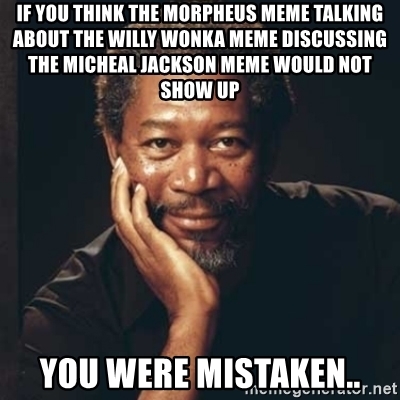 IF YOU THINK THE MORPHEUS MEME TALKING
ABOUT THE WILLY WONKA MEME DISCUSSING
THE MICHEAL JACKSON MEME WOULD NOT
SHOW UP
YOU WERE MISTAKEN..
memegenerator.net